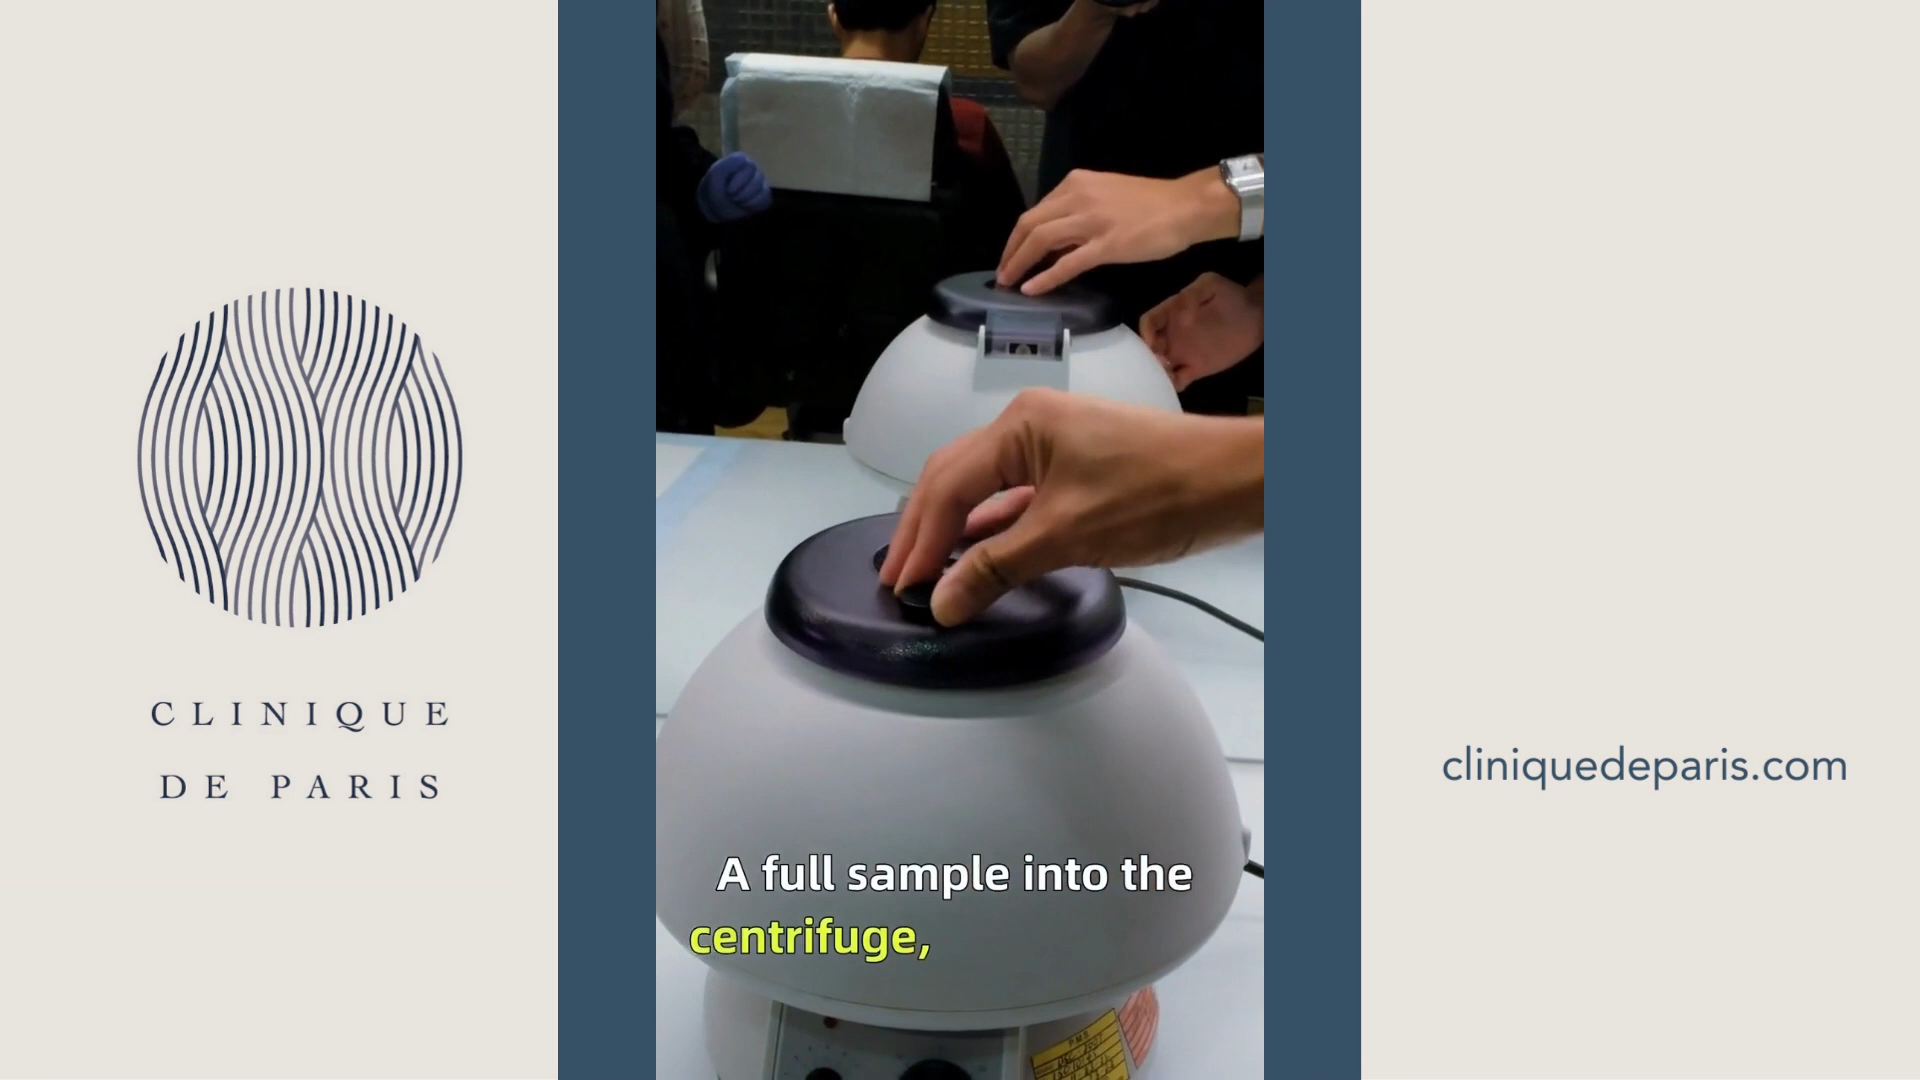 CLINIQUE
DE PARIS
A full sample into the
centrifuge,
cliniquedeparis.com
P.M.S.